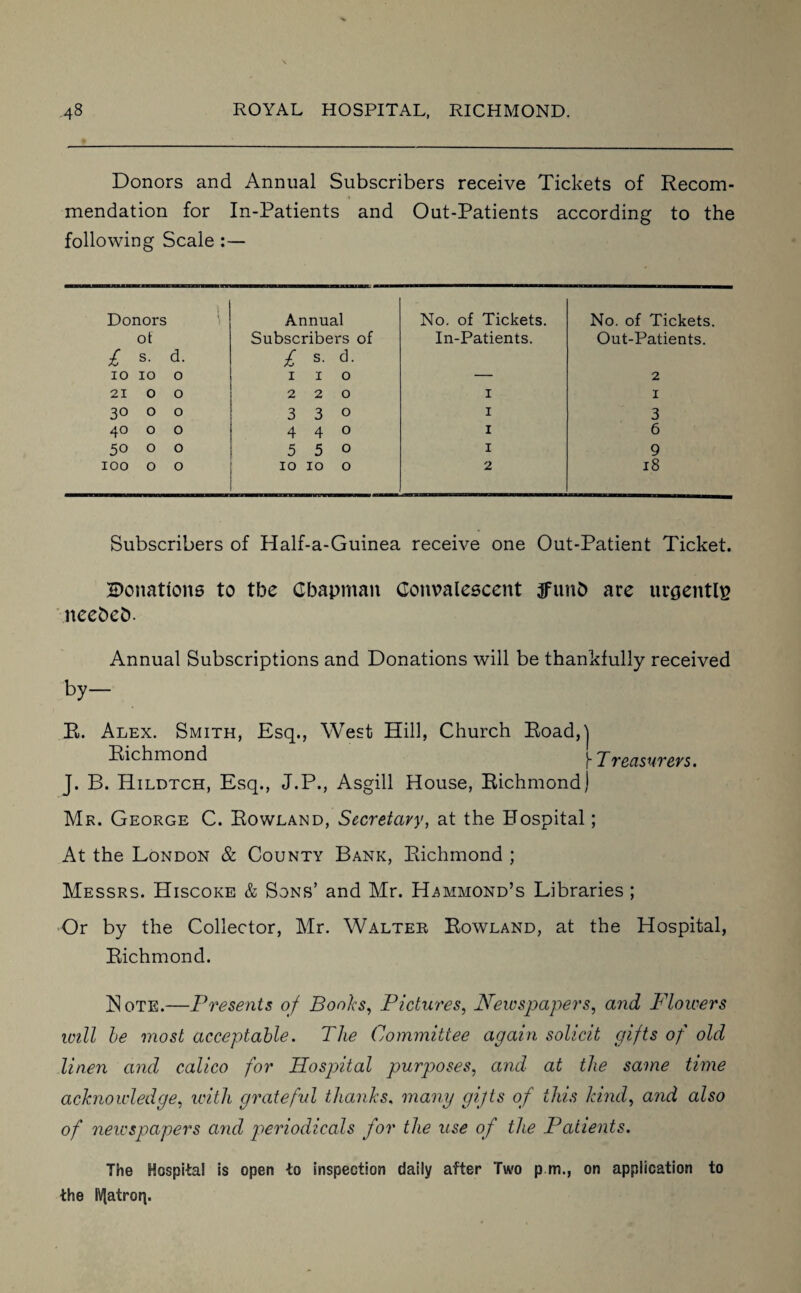 48 ROYAL HOSPITAL, RICHMOND.
Donors and Annual Subscribers receive Tickets of Recom-
mendation for In-Patients and Out-Patients according to the
following Scale :—
Donors of £ s. d. | Annual Subscribers of £ s. d. | No. of Tickets. In-Patients. | No. of Tickets. Out-Patients.
10 10 0 | 1 1 0 | — | 2
21 0 0 | 2 2 0 | 1 | 1
30 0 0 | 3 3 0 | 1 | 3
40 0 0 | 4 4 0 | 1 | 6
50 0 0 | 5 5 0 | 1 | 9
100 0 0 | 10 10 0 | 2 | 18
Subscribers of Half-a-Guinea receive one Out-Patient Ticket.
Donations to the Chapman Convalescent Fund are urgently
needed.
Annual Subscriptions and Donations will be thankfully received
by—
R. Alex. Smith, Esq., West Hill, Church Road,
Richmond } Treasurers.
J. B. Hildtch, Esq., J.P., Asgill House, Richmond
Mr. George C. Rowland, Secretary, at the Hospital ;
At the London & County Bank, Richmond ;
Messrs. Hiscoke & Sons' and Mr. Hammond's Libraries ;
Or by the Collector, Mr. Walter Rowland, at the Hospital,
Richmond.
Note.—Presents of Books, Pictures, Newspapers, and Flowers
will be most acceptable. The Committee again solicit gifts of old
linen and calico for Hospital purposes, and at the same time
acknowledge, with grateful thanks, many gifts of this kind, and also
of newspapers and periodicals for the use of the Patients.
The Hospital is open to inspection daily after Two p.m., on application to
the Matron.